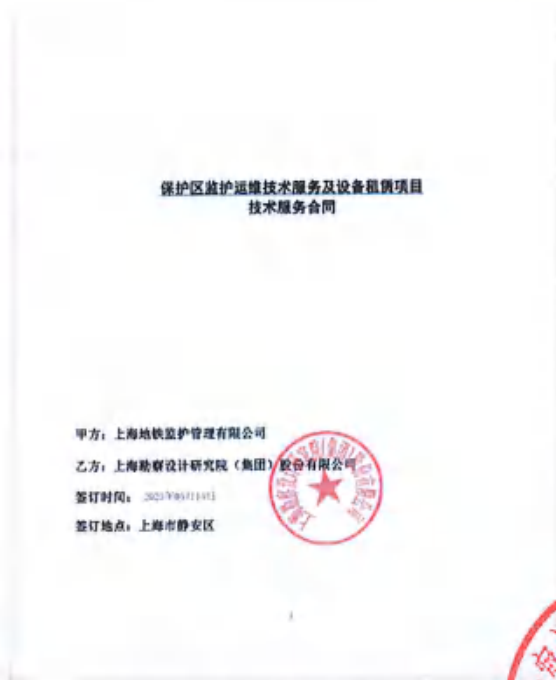 保护区监护运维技术服务及设备租赁项目
技术服务合同
甲方：上海地铁监护管理有限公司
乙方：上海勘察设计研究院（集团）股份有限公司
签订时间：
签订地点：上海市静安区